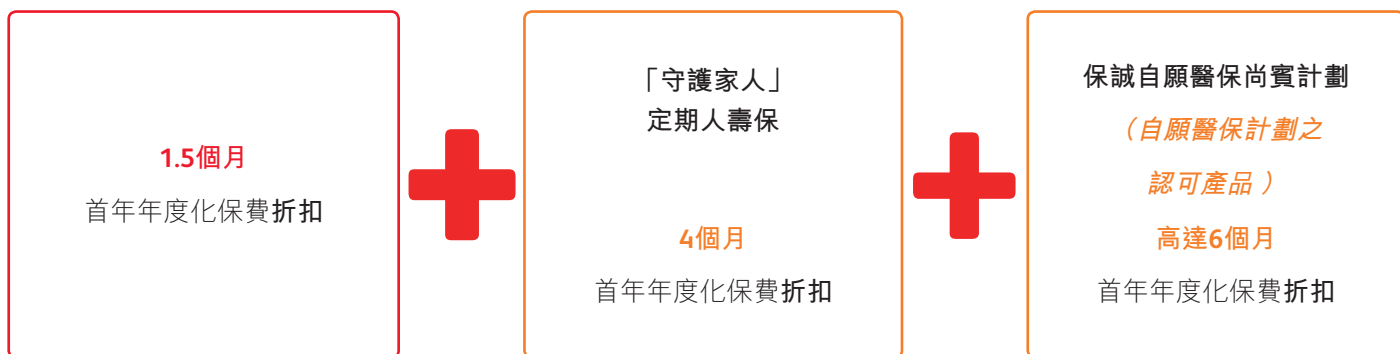 1.5個月
首年年度化保費折扣
「守護家人」
定期人壽保
4個月
首年年度化保費折扣
保誠自願醫保尚賓計劃
（自願醫保計劃之
認可產品 ）
高達6個月
首年年度化保費折扣